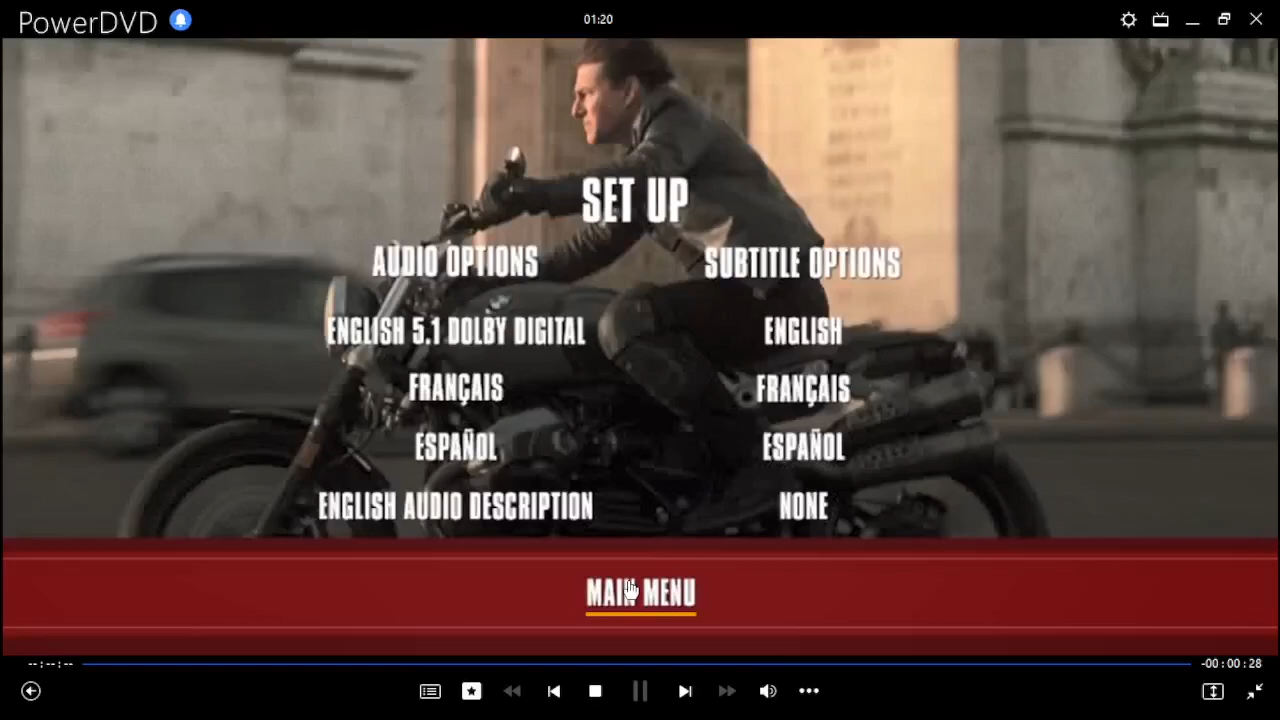 PowerDVD
01:20
SET UP
AUDIO OPTIONS
ENGLISH 5.1 DOLBY DIGITAL
FRANÇAIS
ESPAÑOL
ENGLISH AUDIO DESCRIPTION
SUBTITLE OPTIONS
ENGLISH
FRANÇAIS
ESPAÑOL
NONE
MAIN MENU
--:--:--
-00:00:28